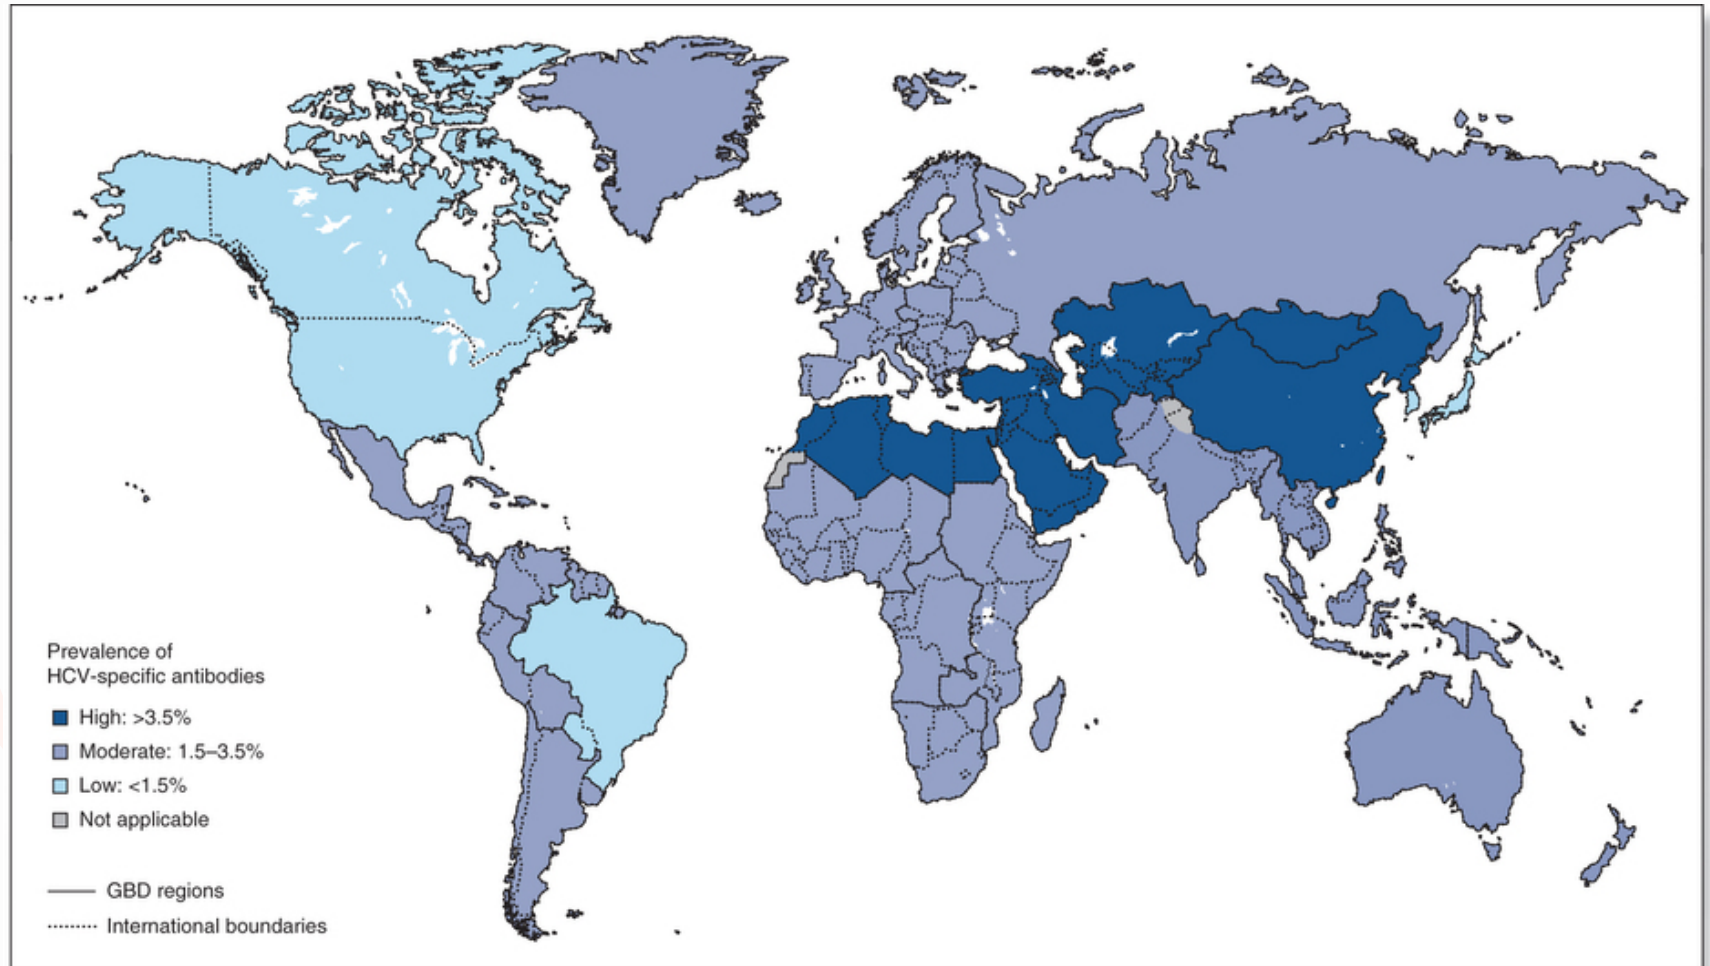 Prevalence of
HCV-specific antibodies
High: >3.5%
Moderate: 1.5–3.5%
Low: <1.5%
Not applicable
GBD regions
International boundaries